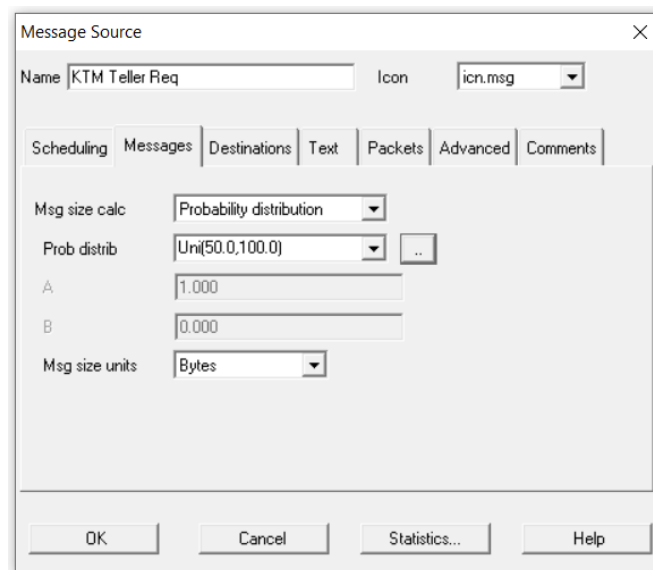 Message Source
Name KTM Teller Req Icon icn.msg
Scheduling Messages Destinations Text Packets Advanced Comments
Msg size calc Probability distribution
Prob distrib Uni(50.0,100.0) ..
A 1.000
B 0.000
Msg size units Bytes
OK Cancel Statistics... Help